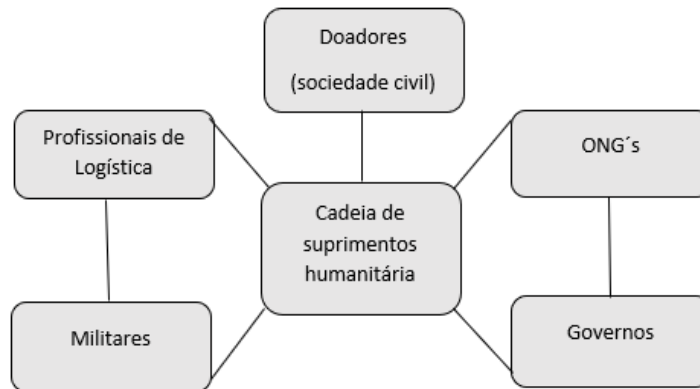 Doadores
(sociedade civil)
Profissionais de
Logística
ONG´s
Cadeia de
suprimentos
humanitária
Militares
Governos